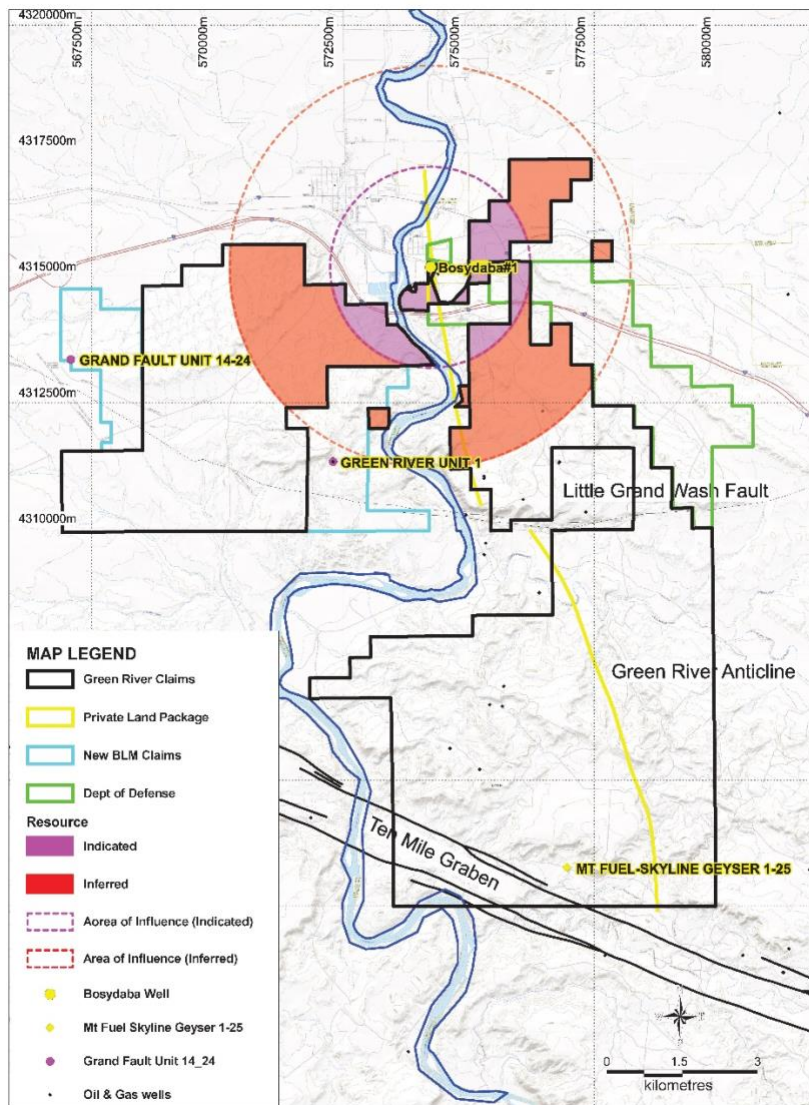 567500m
570000m
572500m
575000m
577500m
580000m
4320000m
4317500m
4315000m
4312500m
4310000m
Bosydaba#1
GRAND FAULT UNIT 14-24
GREEN RIVER UNIT 1
Little Grand Wash Fault
Green River Anticline
Ten Mile Graben
MT FUEL-SKYLINE GEYSER 1-25
MAP LEGEND
Green River Claims
Private Land Package
New BLM Claims
Dept of Defense
Resource
Indicated
Inferred
Aorea of Influence (Indicated)
Area of Influence (Inferred)
Bosydaba Well
Mt Fuel Skyline Geyser 1-25
Grand Fault Unit 14_24
Oil & Gas wells
0 1.5 3
kilometres